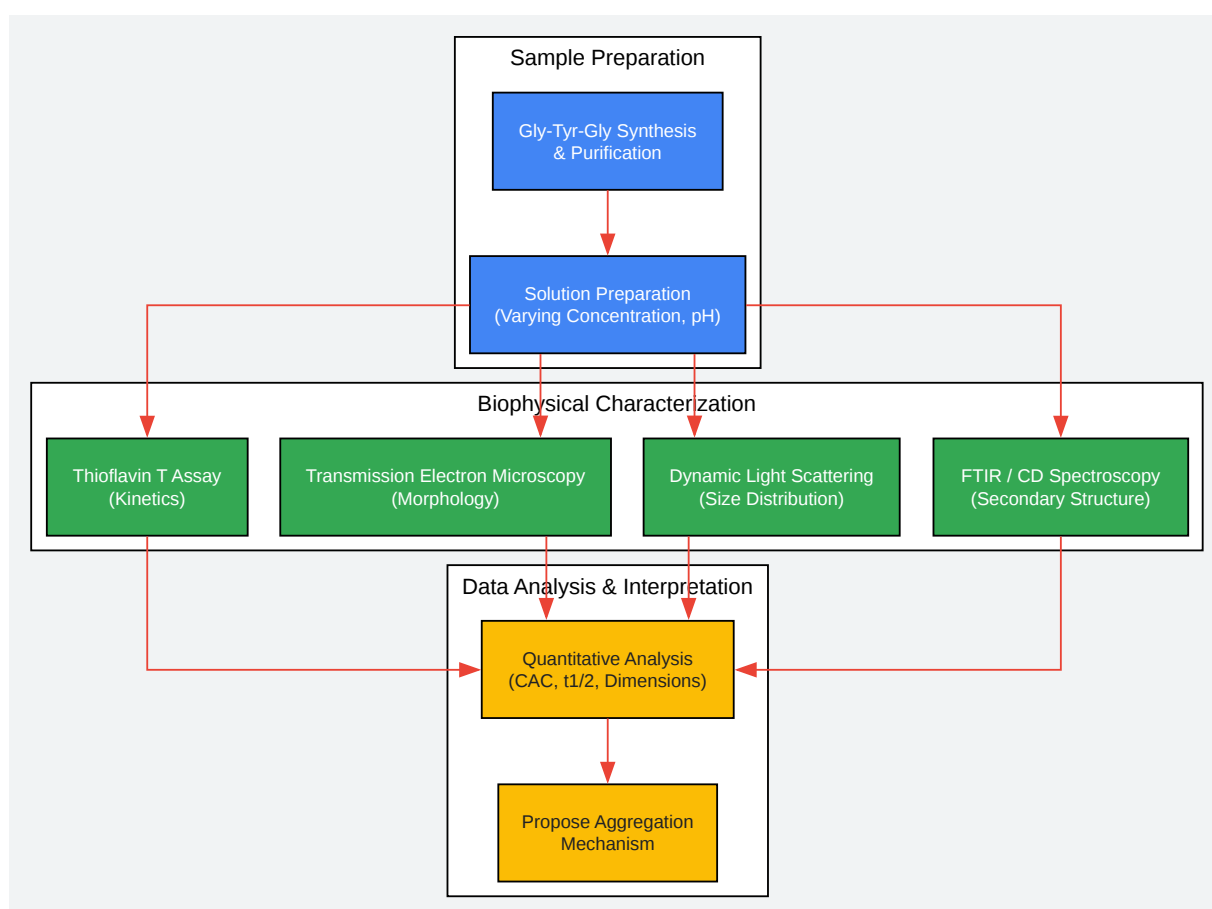 Sample Preparation
Gly-Tyr-Gly Synthesis
& Purification
Solution Preparation
(Varying Concentration, pH)
Biophysical Characterization
Thioflavin T Assay
(Kinetics)
Transmission Electron Microscopy
(Morphology)
Dynamic Light Scattering
(Size Distribution)
FTIR / CD Spectroscopy
(Secondary Structure)
Data Analysis & Interpretation
Quantitative Analysis
(CAC, t1/2, Dimensions)
Propose Aggregation
Mechanism